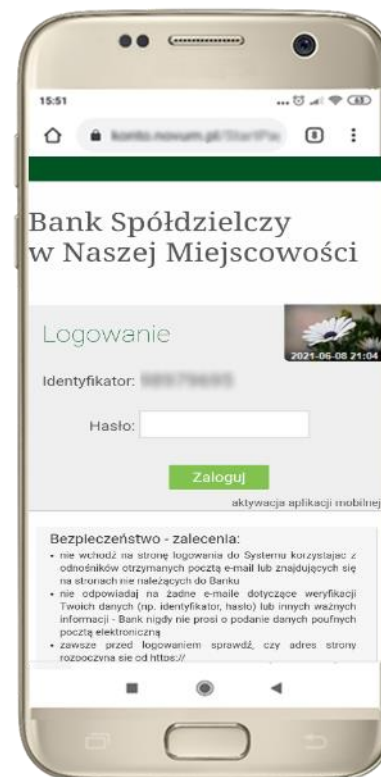 15:51
Bank Spółdzielczy
w Naszej Miejscowości
Logowanie
2021-06-08 21:04
Identyfikator:
Hasło:
Zaloguj
aktywacja aplikacji mobilnej
Bezpieczeństwo - zalecenia:
• nie wchodź na stronę logowania do Systemu korzystając z
odnośników otrzymanych pocztą e-mail lub znajdujących się
na stronach nie należących do Banku
• nie odpowiadaj na żadne e-maile dotyczące weryfikacji
Twoich danych (np. identyfikator, hasło) lub innych ważnych
informacji - Bank nigdy nie prosi o podanie danych poufnych
pocztą elektroniczną
• zawsze przed logowaniem sprawdź, czy adres strony
rozpoczyna się od https://